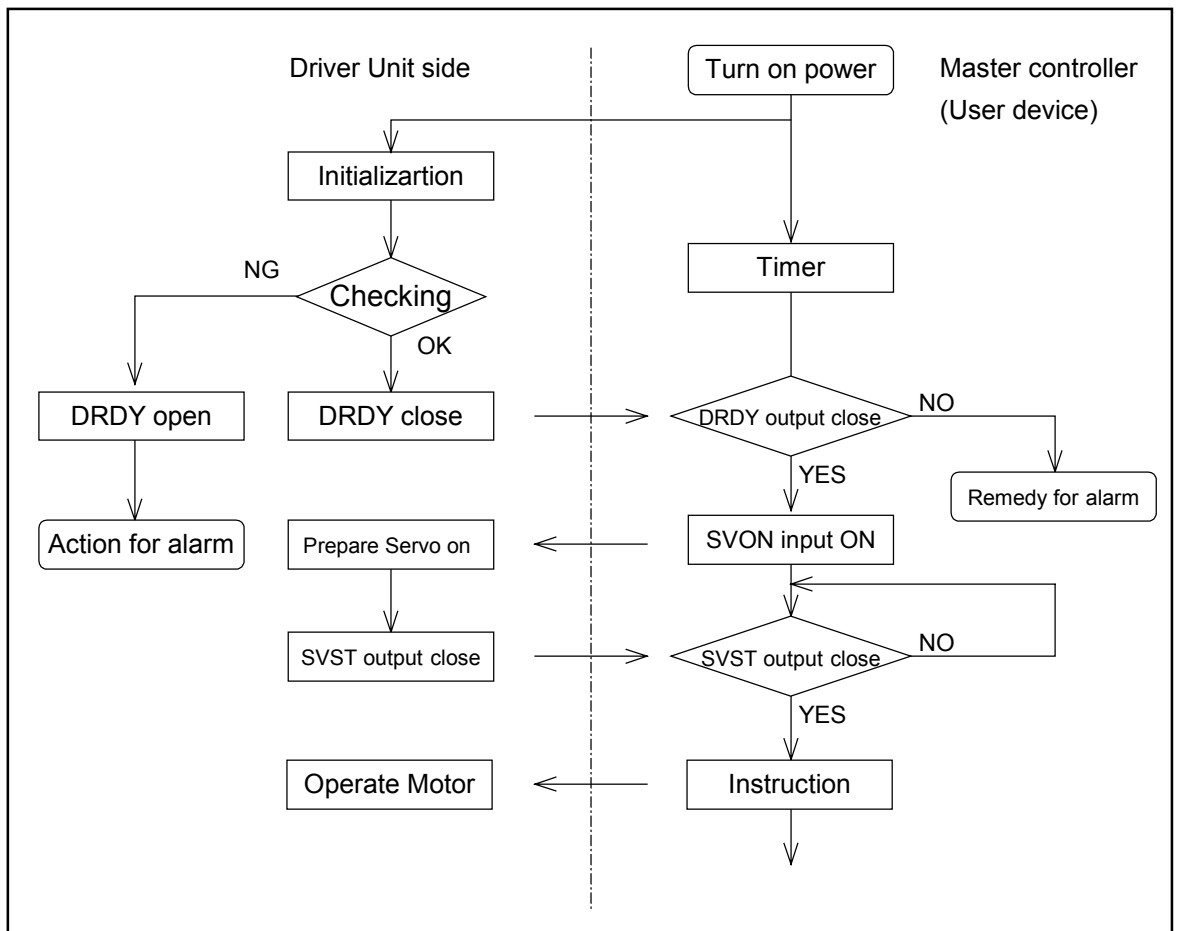 Driver Unit side
Turn on power
Master controller
(User device)
Initializartion
Timer
NG
Checking
OK
DRDY open
DRDY close
DRDY output close
NO
YES
Remedy for alarm
Action for alarm
Prepare Servo on
SVON input ON
SVST output close
SVST output close
NO
YES
Operate Motor
Instruction